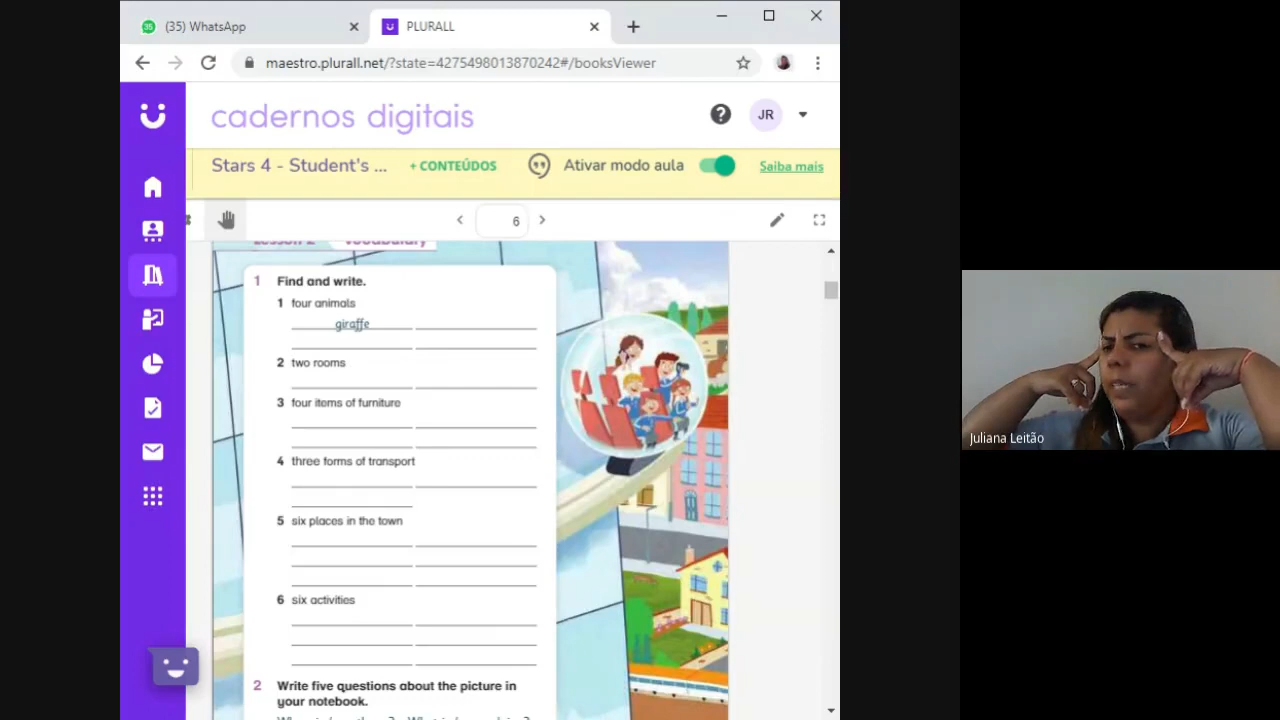 (35) WhatsApp
PLURALL
maestro.plurall.net/?state=4275498013870242#/booksViewer
cadernos digitais
JR
Stars 4 - Student's ...
+ CONTEÚDOS
Ativar modo aula
Saiba mais
6
Lesson 2 Vocabulary
1 Find and write.
1 four animals
giraffe
2 two rooms
3 four items of furniture
4 three forms of transport
5 six places in the town
6 six activities
2 Write five questions about the picture in
your notebook.
Juliana Leitão